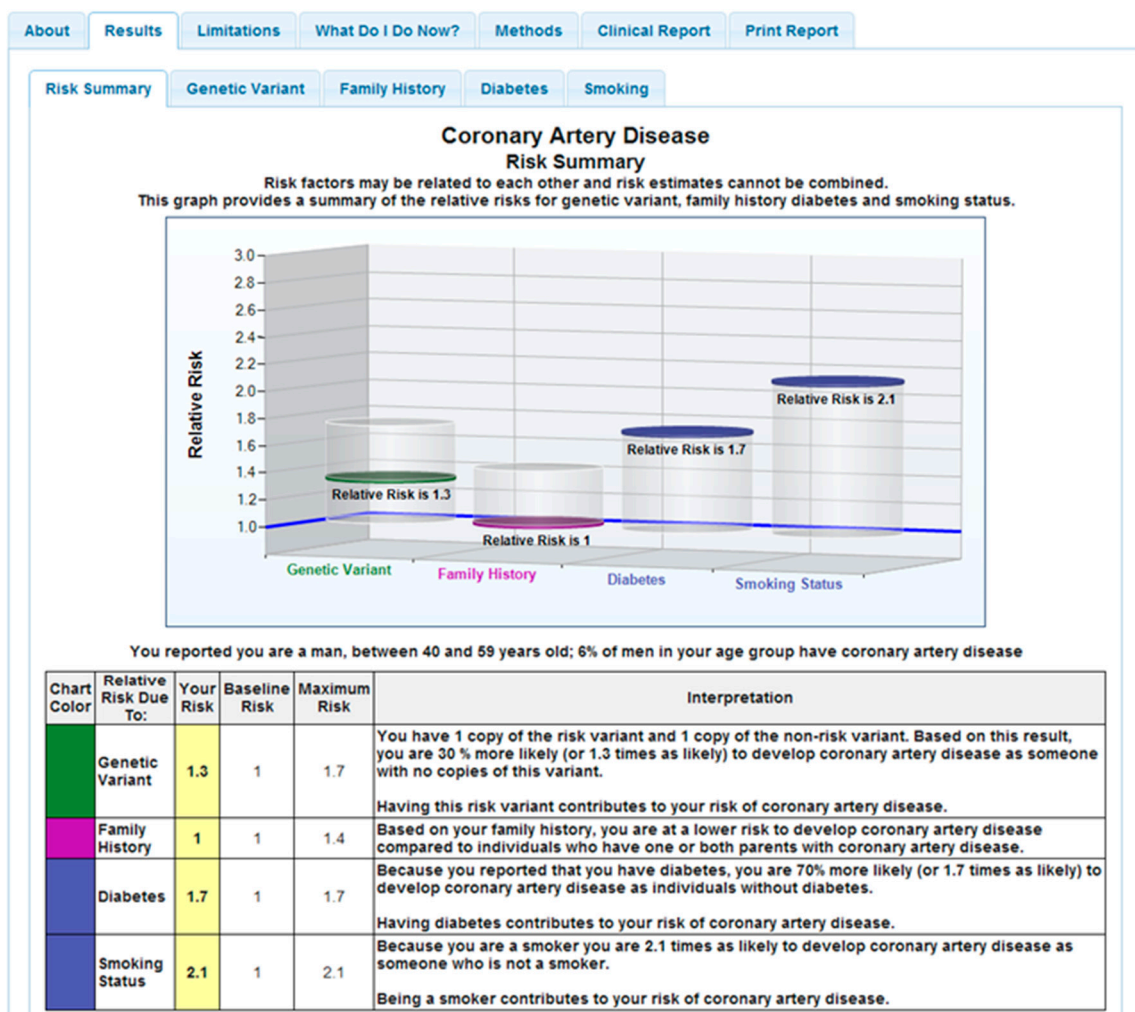 About Results Limitations What Do I Do Now? Methods Clinical Report Print Report
Risk Summary Genetic Variant Family History Diabetes Smoking
Coronary Artery Disease
Risk Summary
Risk factors may be related to each other and risk estimates cannot be combined.
This graph provides a summary of the relative risks for genetic variant, family history diabetes and smoking status.
Relative Risk
3.0
2.8
2.6
2.4
2.2
2.0
1.8
1.6
1.4
1.2
1.0
Relative Risk is 1.3
Relative Risk is 1
Relative Risk is 1.7
Relative Risk is 2.1
Genetic Variant
Family History
Diabetes
Smoking Status
You reported you are a man, between 40 and 59 years old; 6% of men in your age group have coronary artery disease
Chart Color
Relative Risk Due To:
Your Risk
Baseline Risk
Maximum Risk
Interpretation
Genetic
Variant
1.3
1
1.7
You have 1 copy of the risk variant and 1 copy of the non-risk variant. Based on this result,
you are 30 % more likely (or 1.3 times as likely) to develop coronary artery disease as someone
with no copies of this variant.
Having this risk variant contributes to your risk of coronary artery disease.
Family
History
1
1
1.4
Based on your family history, you are at a lower risk to develop coronary artery disease
compared to individuals who have one or both parents with coronary artery disease.
Diabetes
1.7
1
1.7
Because you reported that you have diabetes, you are 70% more likely (or 1.7 times as likely) to
develop coronary artery disease as individuals without diabetes.
Having diabetes contributes to your risk of coronary artery disease.
Smoking
Status
2.1
1
2.1
Because you are a smoker you are 2.1 times as likely to develop coronary artery disease as
someone who is not a smoker.
Being a smoker contributes to your risk of coronary artery disease.